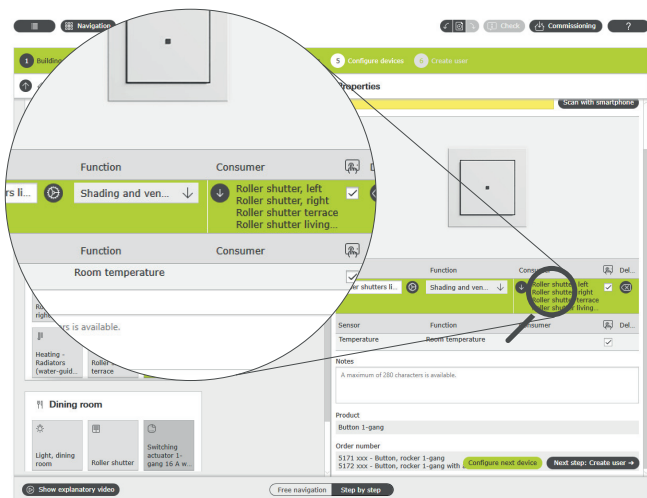 Navigation
Check
Commissioning
?
1 Building
5 Configure devices
6 Create user
Properties
Scan with smartphone
Function
Consumer
rs li...
Shading and ven...
Roller shutter, left
Roller shutter, right
Roller shutter terrace
Roller shutter living...
Function
Consumer
Room temperature
is available.
Function
Consumer
Del...
er shutters li...
Shading and ven...
Roller shutter, left
Roller shutter, right
Roller shutter terrace
Roller shutter living...
Sensor
Function
Consumer
Del...
Temperature
Room temperature
Notes
A maximum of 280 characters is available.
Product
Button 1-gang
Order number
5171 xxx - Button, rocker 1-gang
5172 xxx - Button, rocker 1-gang with
Configure next device
Next step: Create user
Heating -
Radiators
(water-guid...
Roller
terrace
Dining room
Light, dining
room
Roller shutter
Switching
actuator 1-
gang 16 A w...
Show explanatory video
Free navigation
Step by step